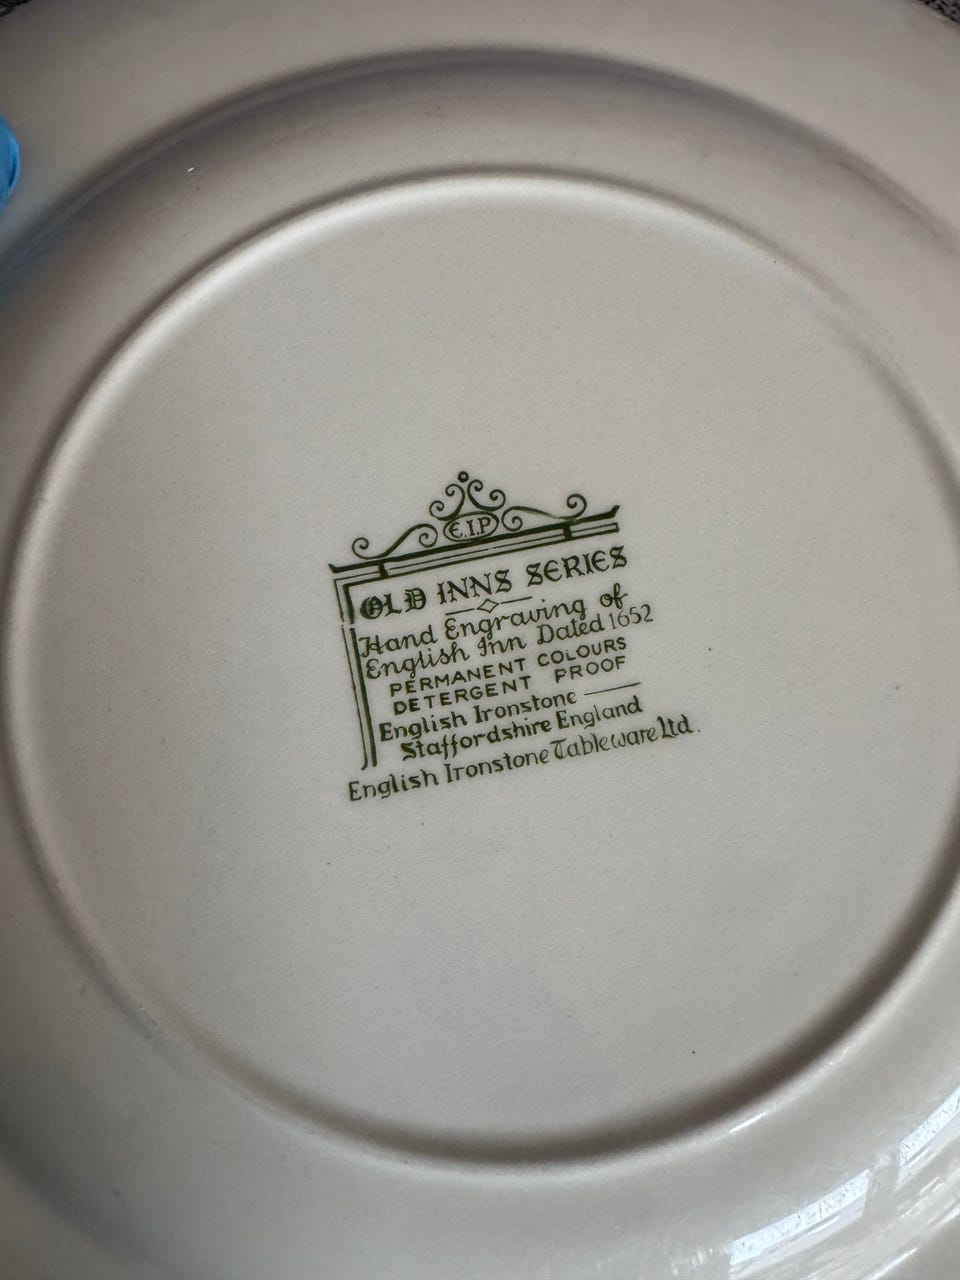 E.I.P
OLD INNS SERIES
Hand Engraving of
English Inn Dated 1652
PERMANENT COLOURS
DETERGENT PROOF
English Ironstone
Staffordshire England
English Ironstone Tableware Ltd.